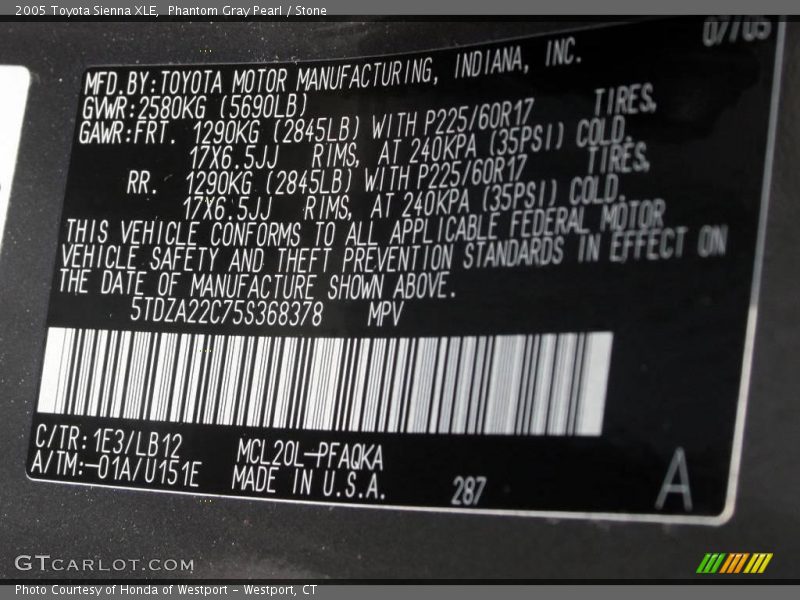 2005 Toyota Sienna XLE,  Phantom Gray Pearl / Stone
07/05
MFD.BY:TOYOTA MOTOR MANUFACTURING, INDIANA, INC.
GVWR:2580KG (5690LB)
GAWR:FRT. 1290KG (2845LB) WITH P225/60R17 TIRES,
17X6.5JJ RIMS, AT 240KPA (35PSI) COLD.
RR. 1290KG (2845LB) WITH P225/60R17 TIRES,
17X6.5JJ RIMS, AT 240KPA (35PSI) COLD.
THIS VEHICLE CONFORMS TO ALL APPLICABLE FEDERAL MOTOR
VEHICLE SAFETY AND THEFT PREVENTION STANDARDS IN EFFECT ON
THE DATE OF MANUFACTURE SHOWN ABOVE.
5TDZA22C75S368378 MPV
C/TR:1E3/LB12 MCL20L-PFAQKA
A/TM:-01A/U151E MADE IN U.S.A. 287 A
GTCARLOT.COM
Photo Courtesy of Honda of Westport - Westport, CT